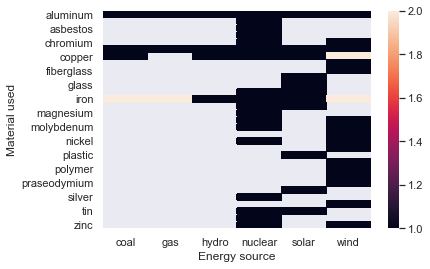 aluminum
asbestos
chromium
copper
fiberglass
glass
iron
magnesium
molybdenum
nickel
plastic
polymer
praseodymium
silver
tin
zinc
Material used
coal gas hydro nuclear solar wind
Energy source
2.0
1.8
1.6
1.4
1.2
1.0